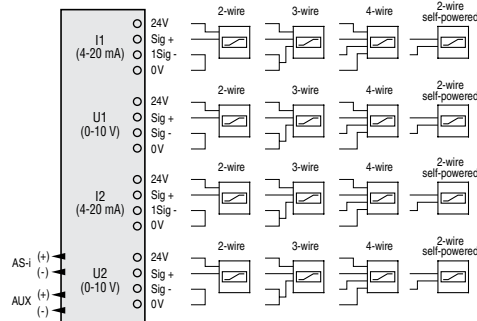 2-wire 3-wire 4-wire 2-wire self-powered
24V
I1 (4-20 mA)
Sig +
1Sig -
0V
2-wire 3-wire 4-wire 2-wire self-powered
24V
U1 (0-10 V)
Sig +
Sig -
0V
2-wire 3-wire 4-wire 2-wire self-powered
24V
I2 (4-20 mA)
Sig +
1Sig -
0V
2-wire 3-wire 4-wire 2-wire self-powered
24V
U2 (0-10 V)
Sig +
Sig -
0V
AS-i (+)
(-)
AUX (+)
(-)